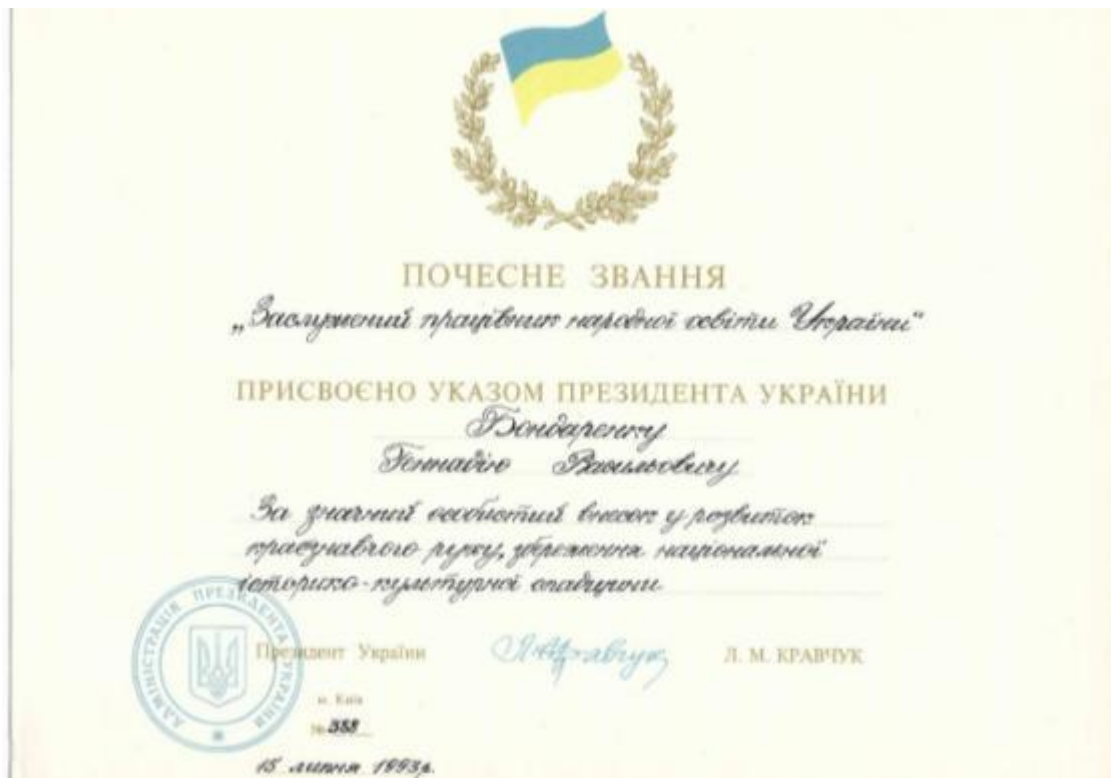 ПОЧЕСНЕ ЗВАННЯ
„Заслужений працівник народної освіти України“
ПРИСВОЄНО УКАЗОМ ПРЕЗИДЕНТА УКРАЇНИ
Бондаренку
Геннадію Васильовичу
За значний особистий внесок у розвиток
краєзнавчого руху, збереження національної
історико-культурної спадщини
АДМІНІСТРАЦІЯ ПРЕЗИДЕНТА УКРАЇНИ
Президент України Л. М. КРАВЧУК
м. Київ
№
15 липня 1993р.